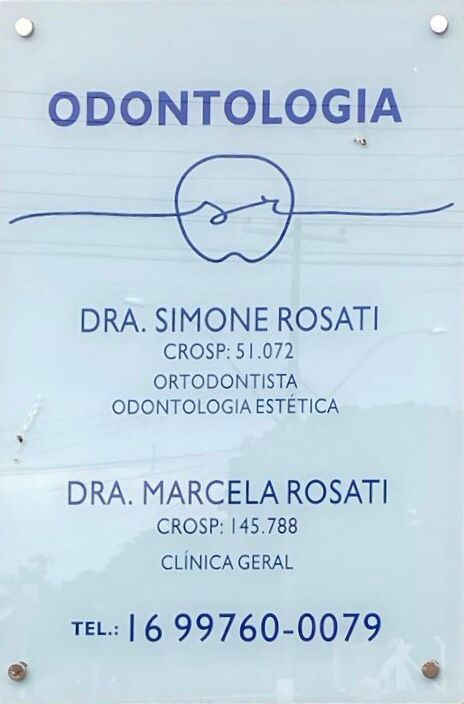 ODONTOLOGIA
sr
DRA. SIMONE ROSATI
CROSP: 51.072
ORTODONTISTA
ODONTOLOGIA ESTÉTICA
DRA. MARCELA ROSATI
CROSP: 145.788
CLÍNICA GERAL
TEL.: 16 99760-0079